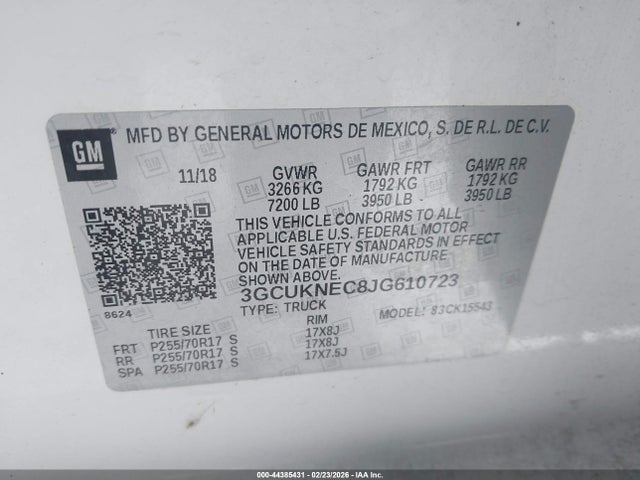 GM
MFD BY GENERAL MOTORS DE MEXICO, S. DE R.L. DE C.V.
11/18 GVWR GAWR FRT GAWR RR
3266 KG 1792 KG 1792 KG
7200 LB 3950 LB 3950 LB
THIS VEHICLE CONFORMS TO ALL
APPLICABLE U.S. FEDERAL MOTOR
VEHICLE SAFETY STANDARDS IN EFFECT
ON THE DATE OF MANUFACTURE
SHOWN ABOVE.
3GCUKNEC8JG610723
8624 TYPE: TRUCK MODEL: 83CK15543
TIRE SIZE RIM
FRT P255/70R17 S 17X8J
RR P255/70R17 S 17X8J
SPA P255/70R17 S 17X7.5J
000-44385431 - 02/23/2026 - IAA Inc.